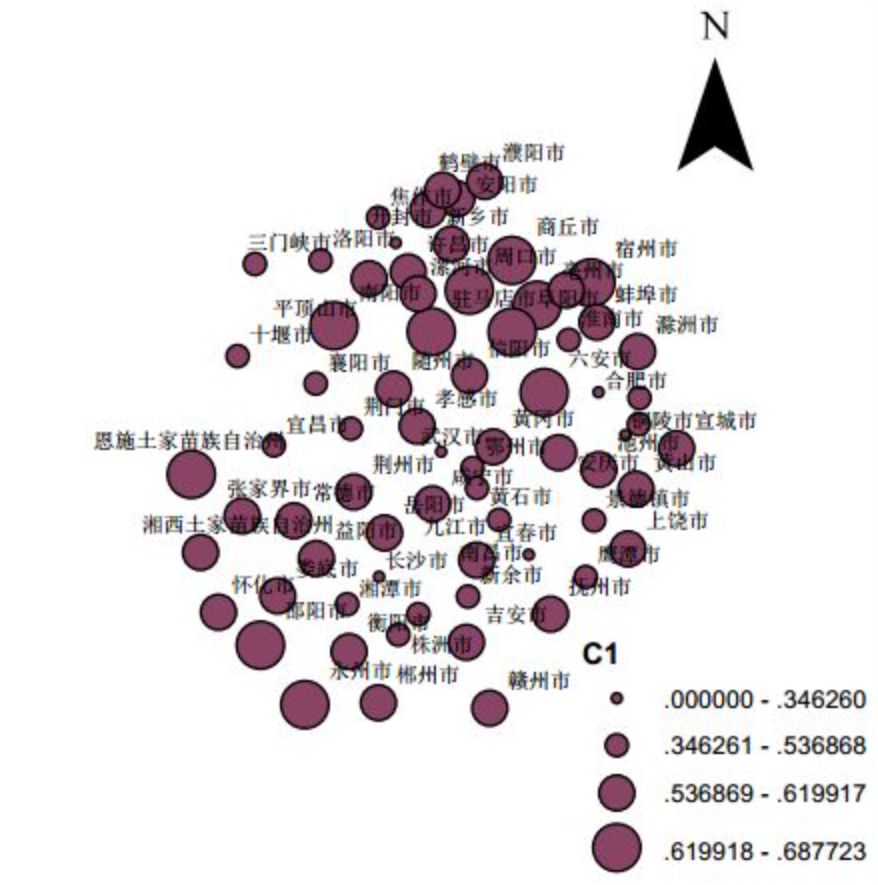 N
濮阳市
鹤壁市
安阳市
焦作市
开封市
新乡市
商丘市
三门峡市
洛阳市
许昌市
周口市
宿州市
漯河市
亳州市
南阳市
驻马店市
阜阳市
蚌埠市
平顶山市
淮南市
滁洲市
十堰市
信阳市
襄阳市
随州市
六安市
合肥市
荆门市
孝感市
黄冈市
铜陵市
宣城市
宜昌市
恩施土家苗族自治州
武汉市
鄂州市
池州市
荆州市
咸宁市
安庆市
黄山市
张家界市
常德市
岳阳市
黄石市
景德镇市
湘西土家苗族自治州
益阳市
九江市
宜春市
上饶市
长沙市
南昌市
鹰潭市
娄底市
新余市
怀化市
湘潭市
抚州市
邵阳市
衡阳市
株洲市
吉安市
永州市
郴州市
赣州市
C1
.000000 - .346260
.346261 - .536868
.536869 - .619917
.619918 - .687723